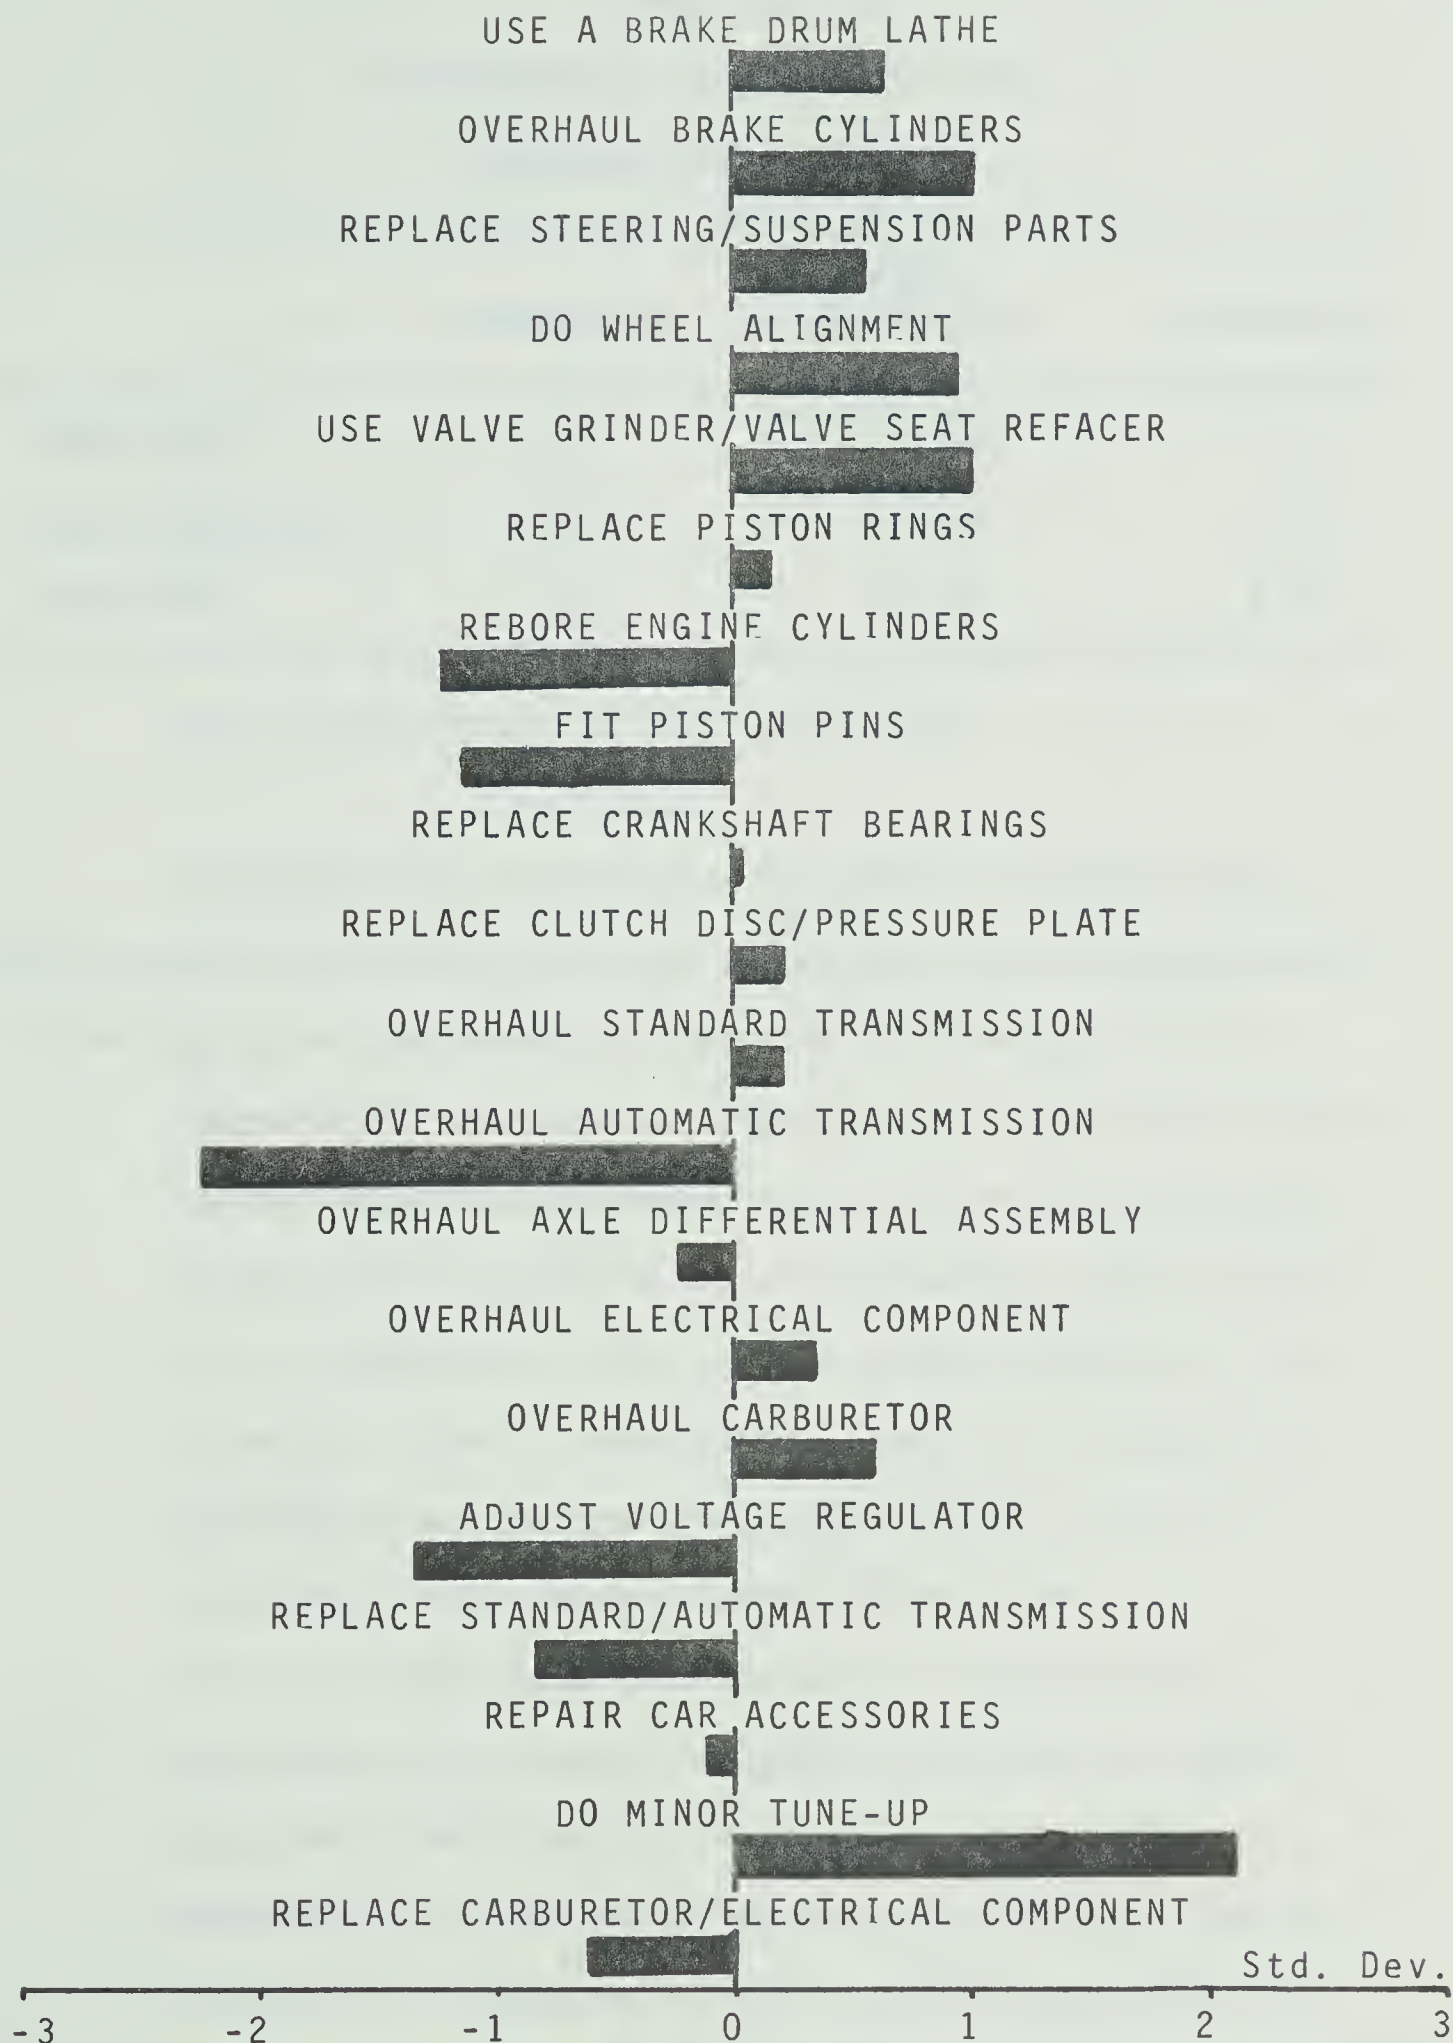 USE A BRAKE DRUM LATHE
OVERHAUL BRAKE CYLINDERS
REPLACE STEERING/SUSPENSION PARTS
DO WHEEL ALIGNMENT
USE VALVE GRINDER/VALVE SEAT REFACER
REPLACE PISTON RINGS
REBORE ENGINE CYLINDERS
FIT PISTON PINS
REPLACE CRANKSHAFT BEARINGS
REPLACE CLUTCH DISC/PRESSURE PLATE
OVERHAUL STANDARD TRANSMISSION
OVERHAUL AUTOMATIC TRANSMISSION
OVERHAUL AXLE DIFFERENTIAL ASSEMBLY
OVERHAUL ELECTRICAL COMPONENT
OVERHAUL CARBURETOR
ADJUST VOLTAGE REGULATOR
REPLACE STANDARD/AUTOMATIC TRANSMISSION
REPAIR CAR ACCESSORIES
DO MINOR TUNE-UP
REPLACE CARBURETOR/ELECTRICAL COMPONENT
Std. Dev.
-3 -2 -1 0 1 2 3